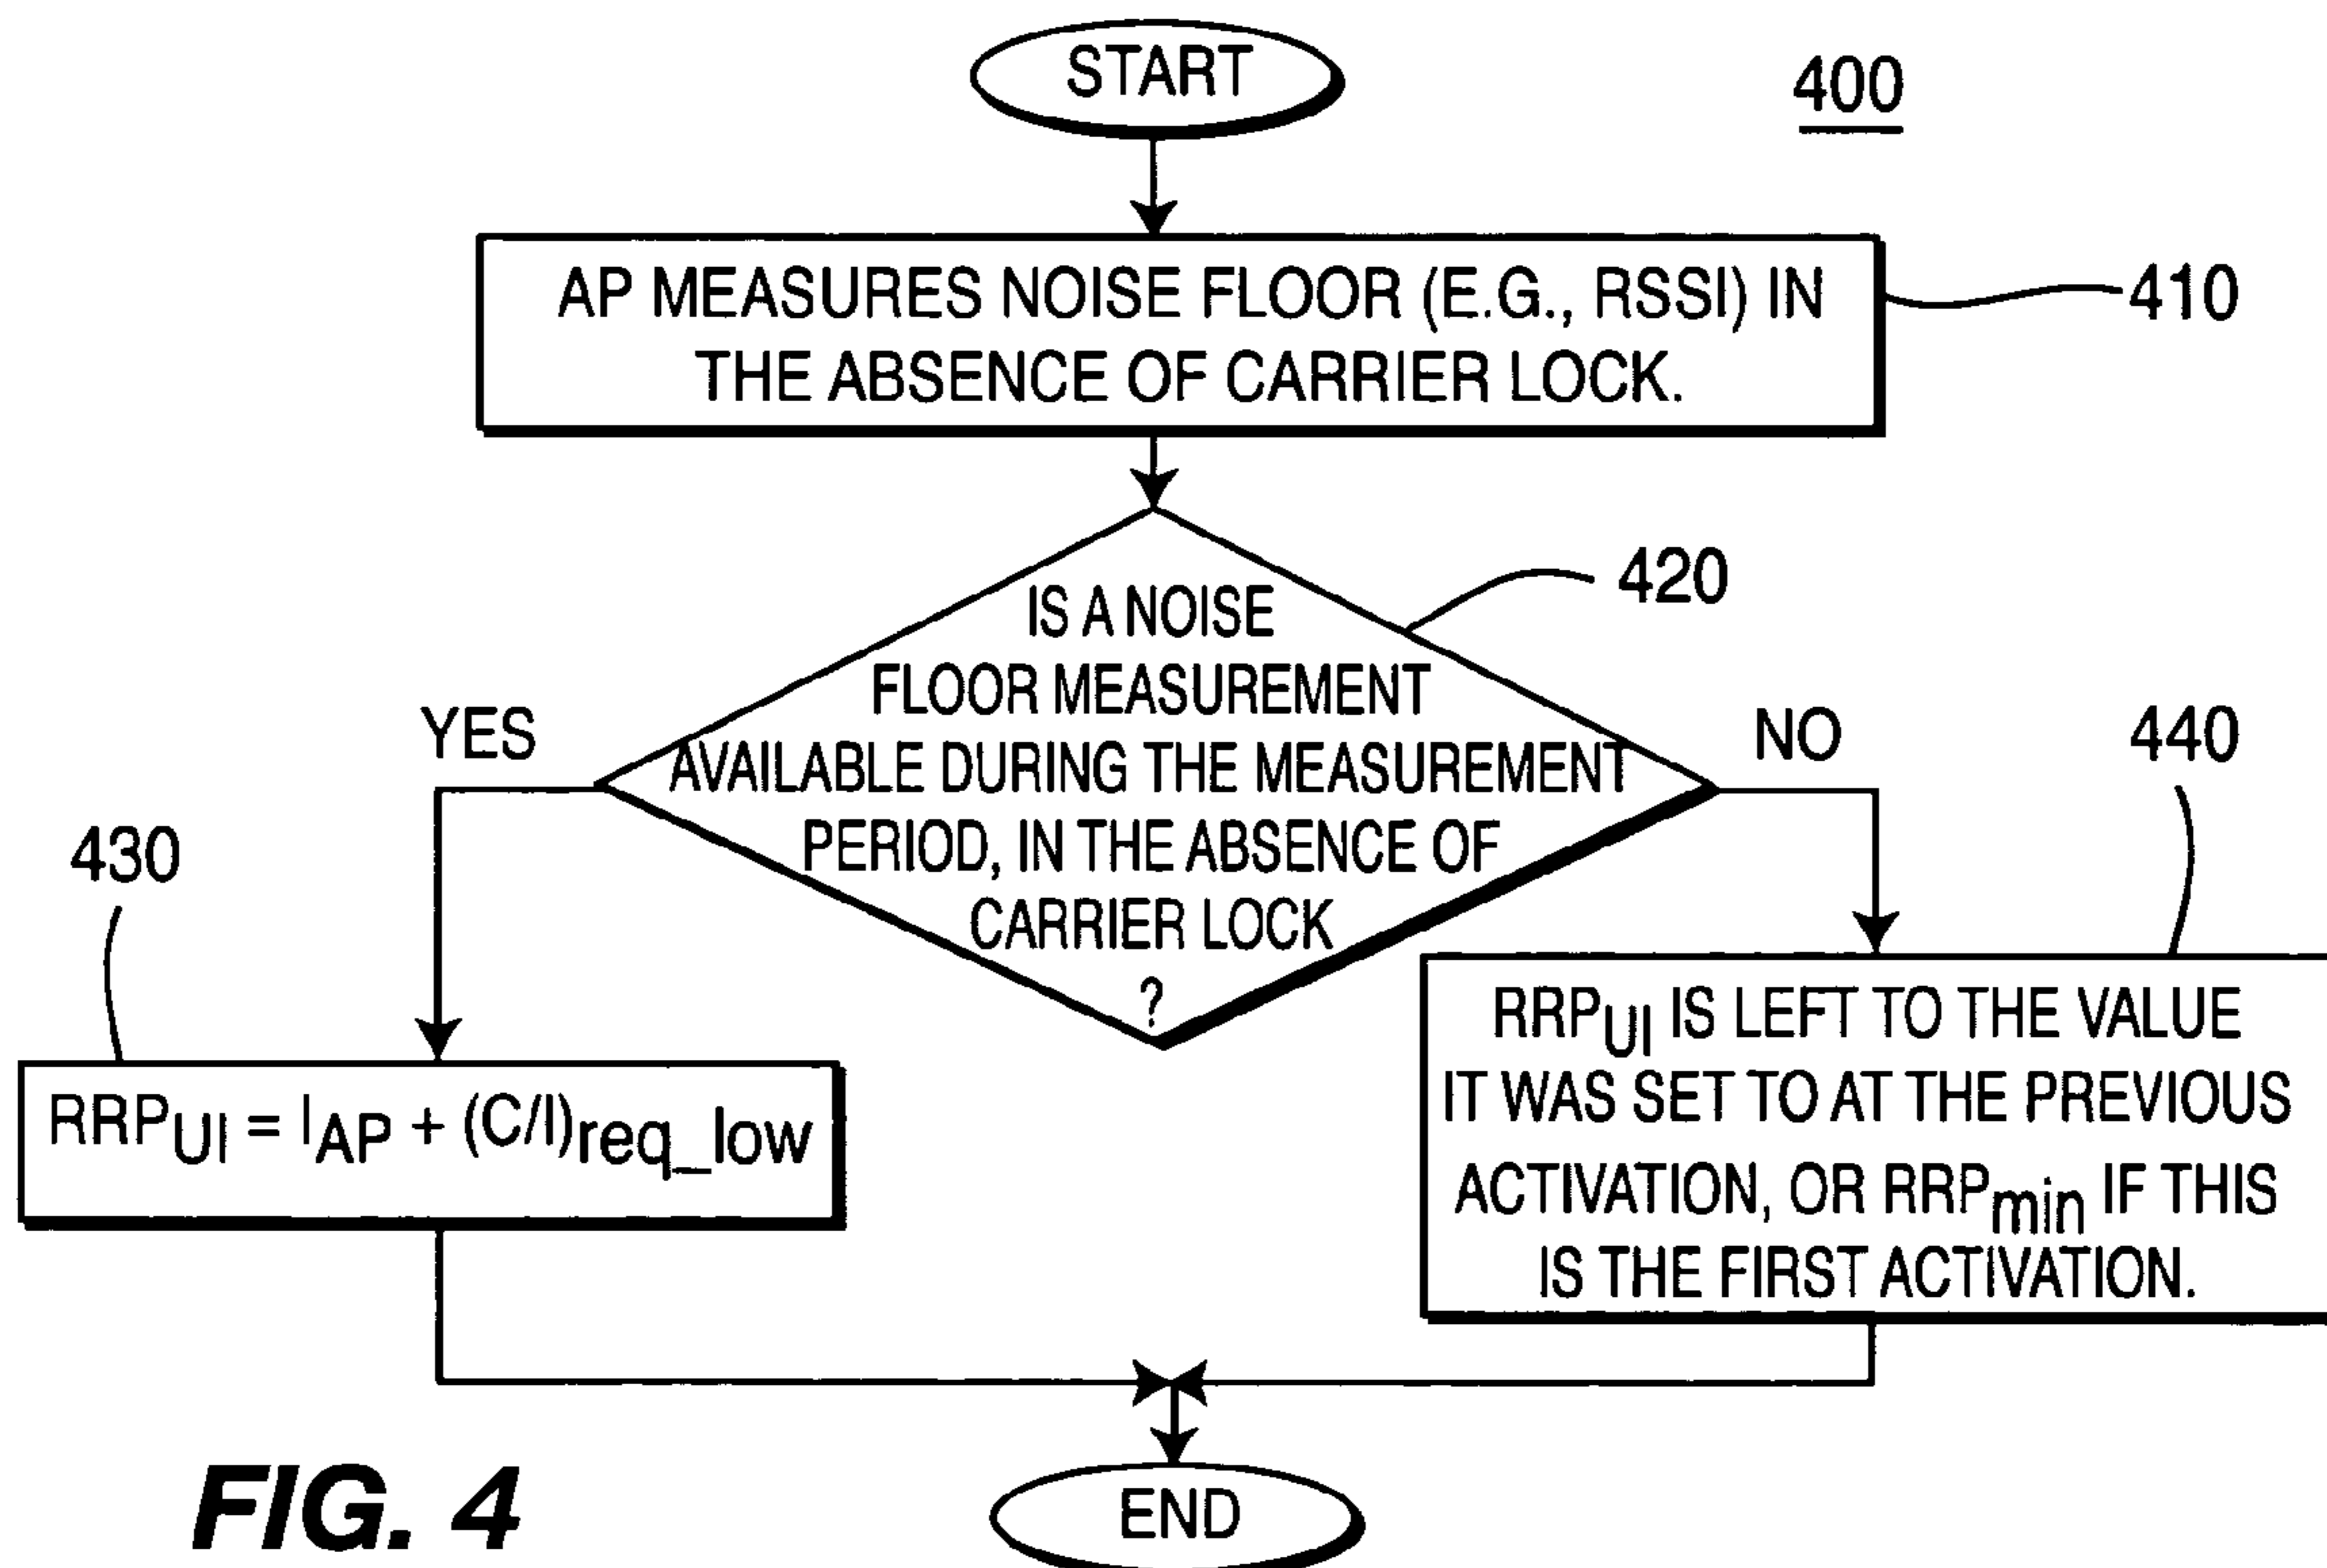 START
400
AP MEASURES NOISE FLOOR (E.G., RSSI) IN
THE ABSENCE OF CARRIER LOCK.
410
IS A NOISE
FLOOR MEASUREMENT
AVAILABLE DURING THE MEASUREMENT
PERIOD, IN THE ABSENCE OF
CARRIER LOCK
?
420
YES
NO
430
440
RRPUI = IAP + (C/I)req_low
RRPUI IS LEFT TO THE VALUE
IT WAS SET TO AT THE PREVIOUS
ACTIVATION, OR RRPmin IF THIS
IS THE FIRST ACTIVATION.
END
FIG. 4